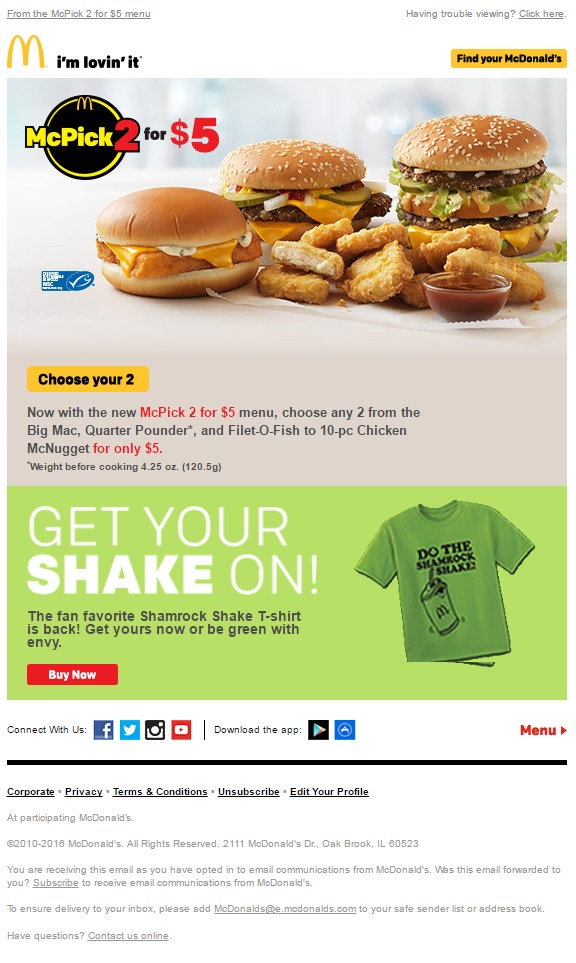 From the McPick 2 for $5 menu
Having trouble viewing? Click here.
i'm lovin' it
Find your McDonald's
McPick 2 for $5
MSC
Choose your 2
Now with the new McPick 2 for $5 menu, choose any 2 from the
Big Mac, Quarter Pounder*, and Filet-O-Fish to 10-pc Chicken
McNugget for only $5.
*Weight before cooking 4.25 oz. (120.5g)
GET YOUR
SHAKE ON!
The fan favorite Shamrock Shake T-shirt
is back! Get yours now or be green with
envy.
DO THE
SHAMROCK
SHAKE!
Buy Now
Connect With Us:
Download the app:
Menu
Corporate • Privacy • Terms & Conditions • Unsubscribe • Edit Your Profile
At participating McDonald's.
©2010-2016 McDonald's. All Rights Reserved. 2111 McDonald's Dr., Oak Brook, IL 60523
You are receiving this email as you have opted in to email communications from McDonald's. Was this email forwarded to
you? Subscribe to receive email communications from McDonald's.
To ensure delivery to your inbox, please add McDonalds@e.mcdonalds.com to your safe sender list or address book.
Have questions? Contact us online.